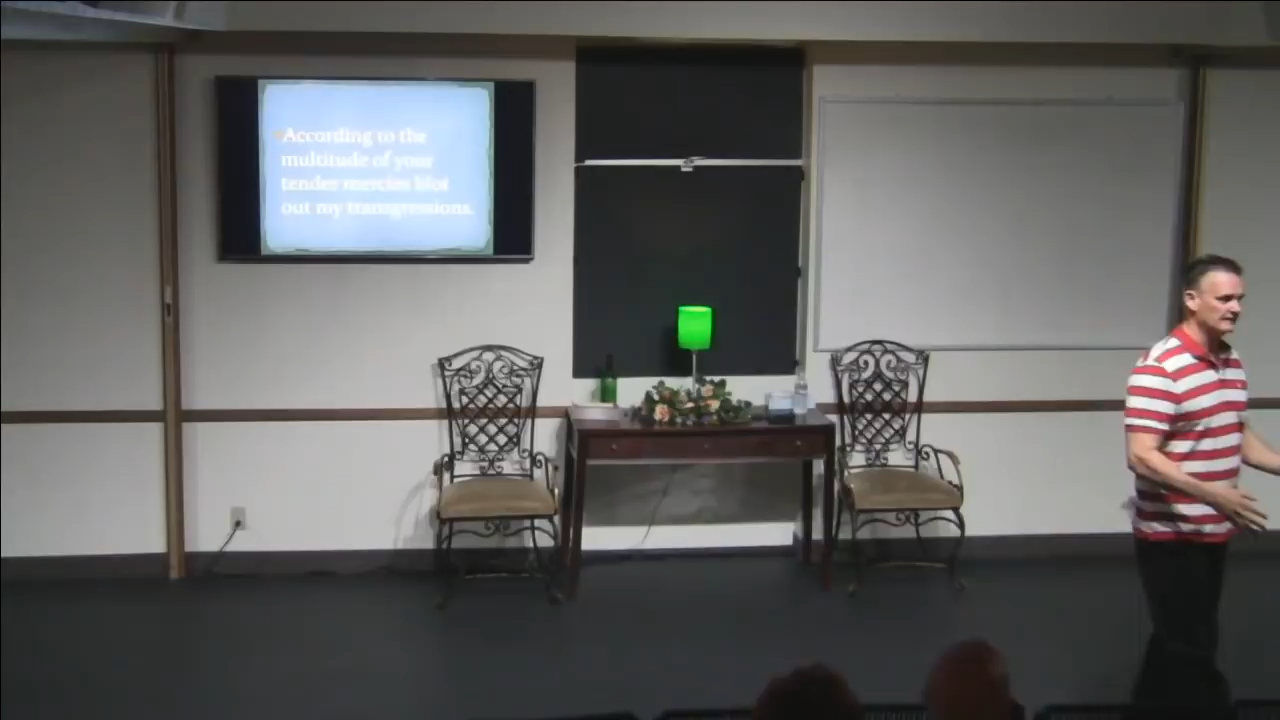 According to the
multitude of your
tender mercies blot
out my transgressions.